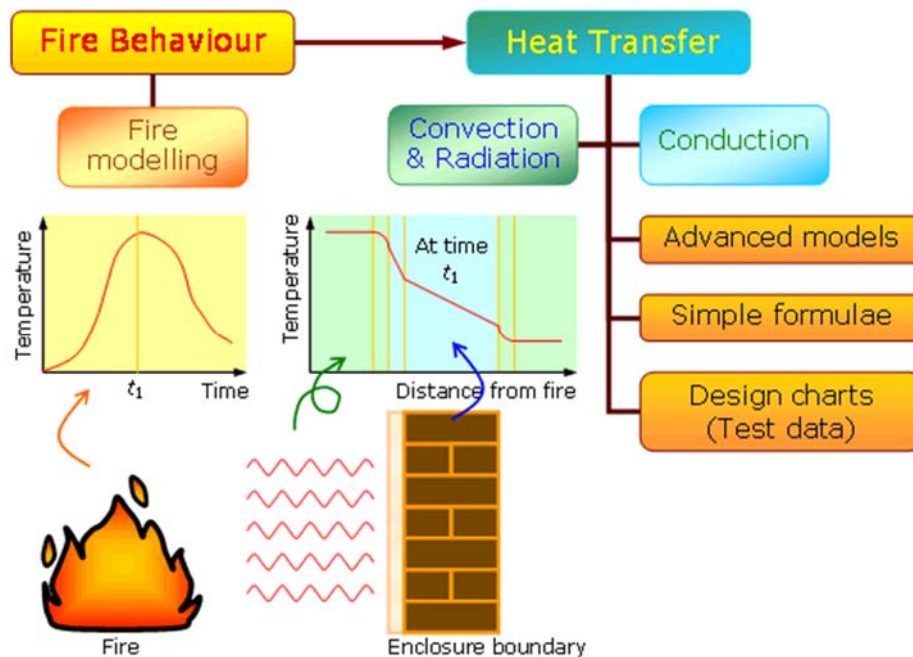 Fire Behaviour
Heat Transfer
Fire
modelling
Convection
& Radiation
Conduction
Temperature
t1
Time
Temperature
At time
t1
Distance from fire
Advanced models
Simple formulae
Design charts
(Test data)
Fire
Enclosure boundary